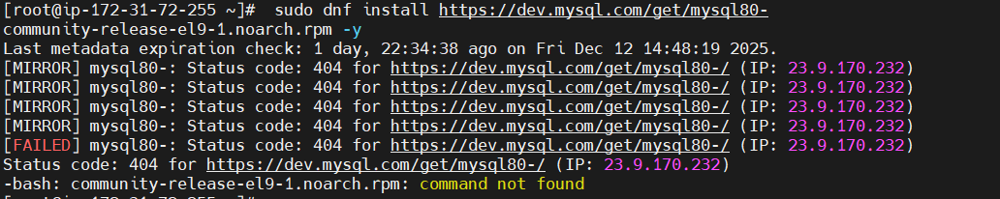 [root@ip-172-31-72-255 ~]#  sudo dnf install https://dev.mysql.com/get/mysql80-
community-release-el9-1.noarch.rpm -y
Last metadata expiration check: 1 day, 22:34:38 ago on Fri Dec 12 14:48:19 2025.
[MIRROR] mysql80-: Status code: 404 for https://dev.mysql.com/get/mysql80-/ (IP: 23.9.170.232)
[MIRROR] mysql80-: Status code: 404 for https://dev.mysql.com/get/mysql80-/ (IP: 23.9.170.232)
[MIRROR] mysql80-: Status code: 404 for https://dev.mysql.com/get/mysql80-/ (IP: 23.9.170.232)
[MIRROR] mysql80-: Status code: 404 for https://dev.mysql.com/get/mysql80-/ (IP: 23.9.170.232)
[FAILED] mysql80-: Status code: 404 for https://dev.mysql.com/get/mysql80-/ (IP: 23.9.170.232)
Status code: 404 for https://dev.mysql.com/get/mysql80-/ (IP: 23.9.170.232)
-bash: community-release-el9-1.noarch.rpm: command not found